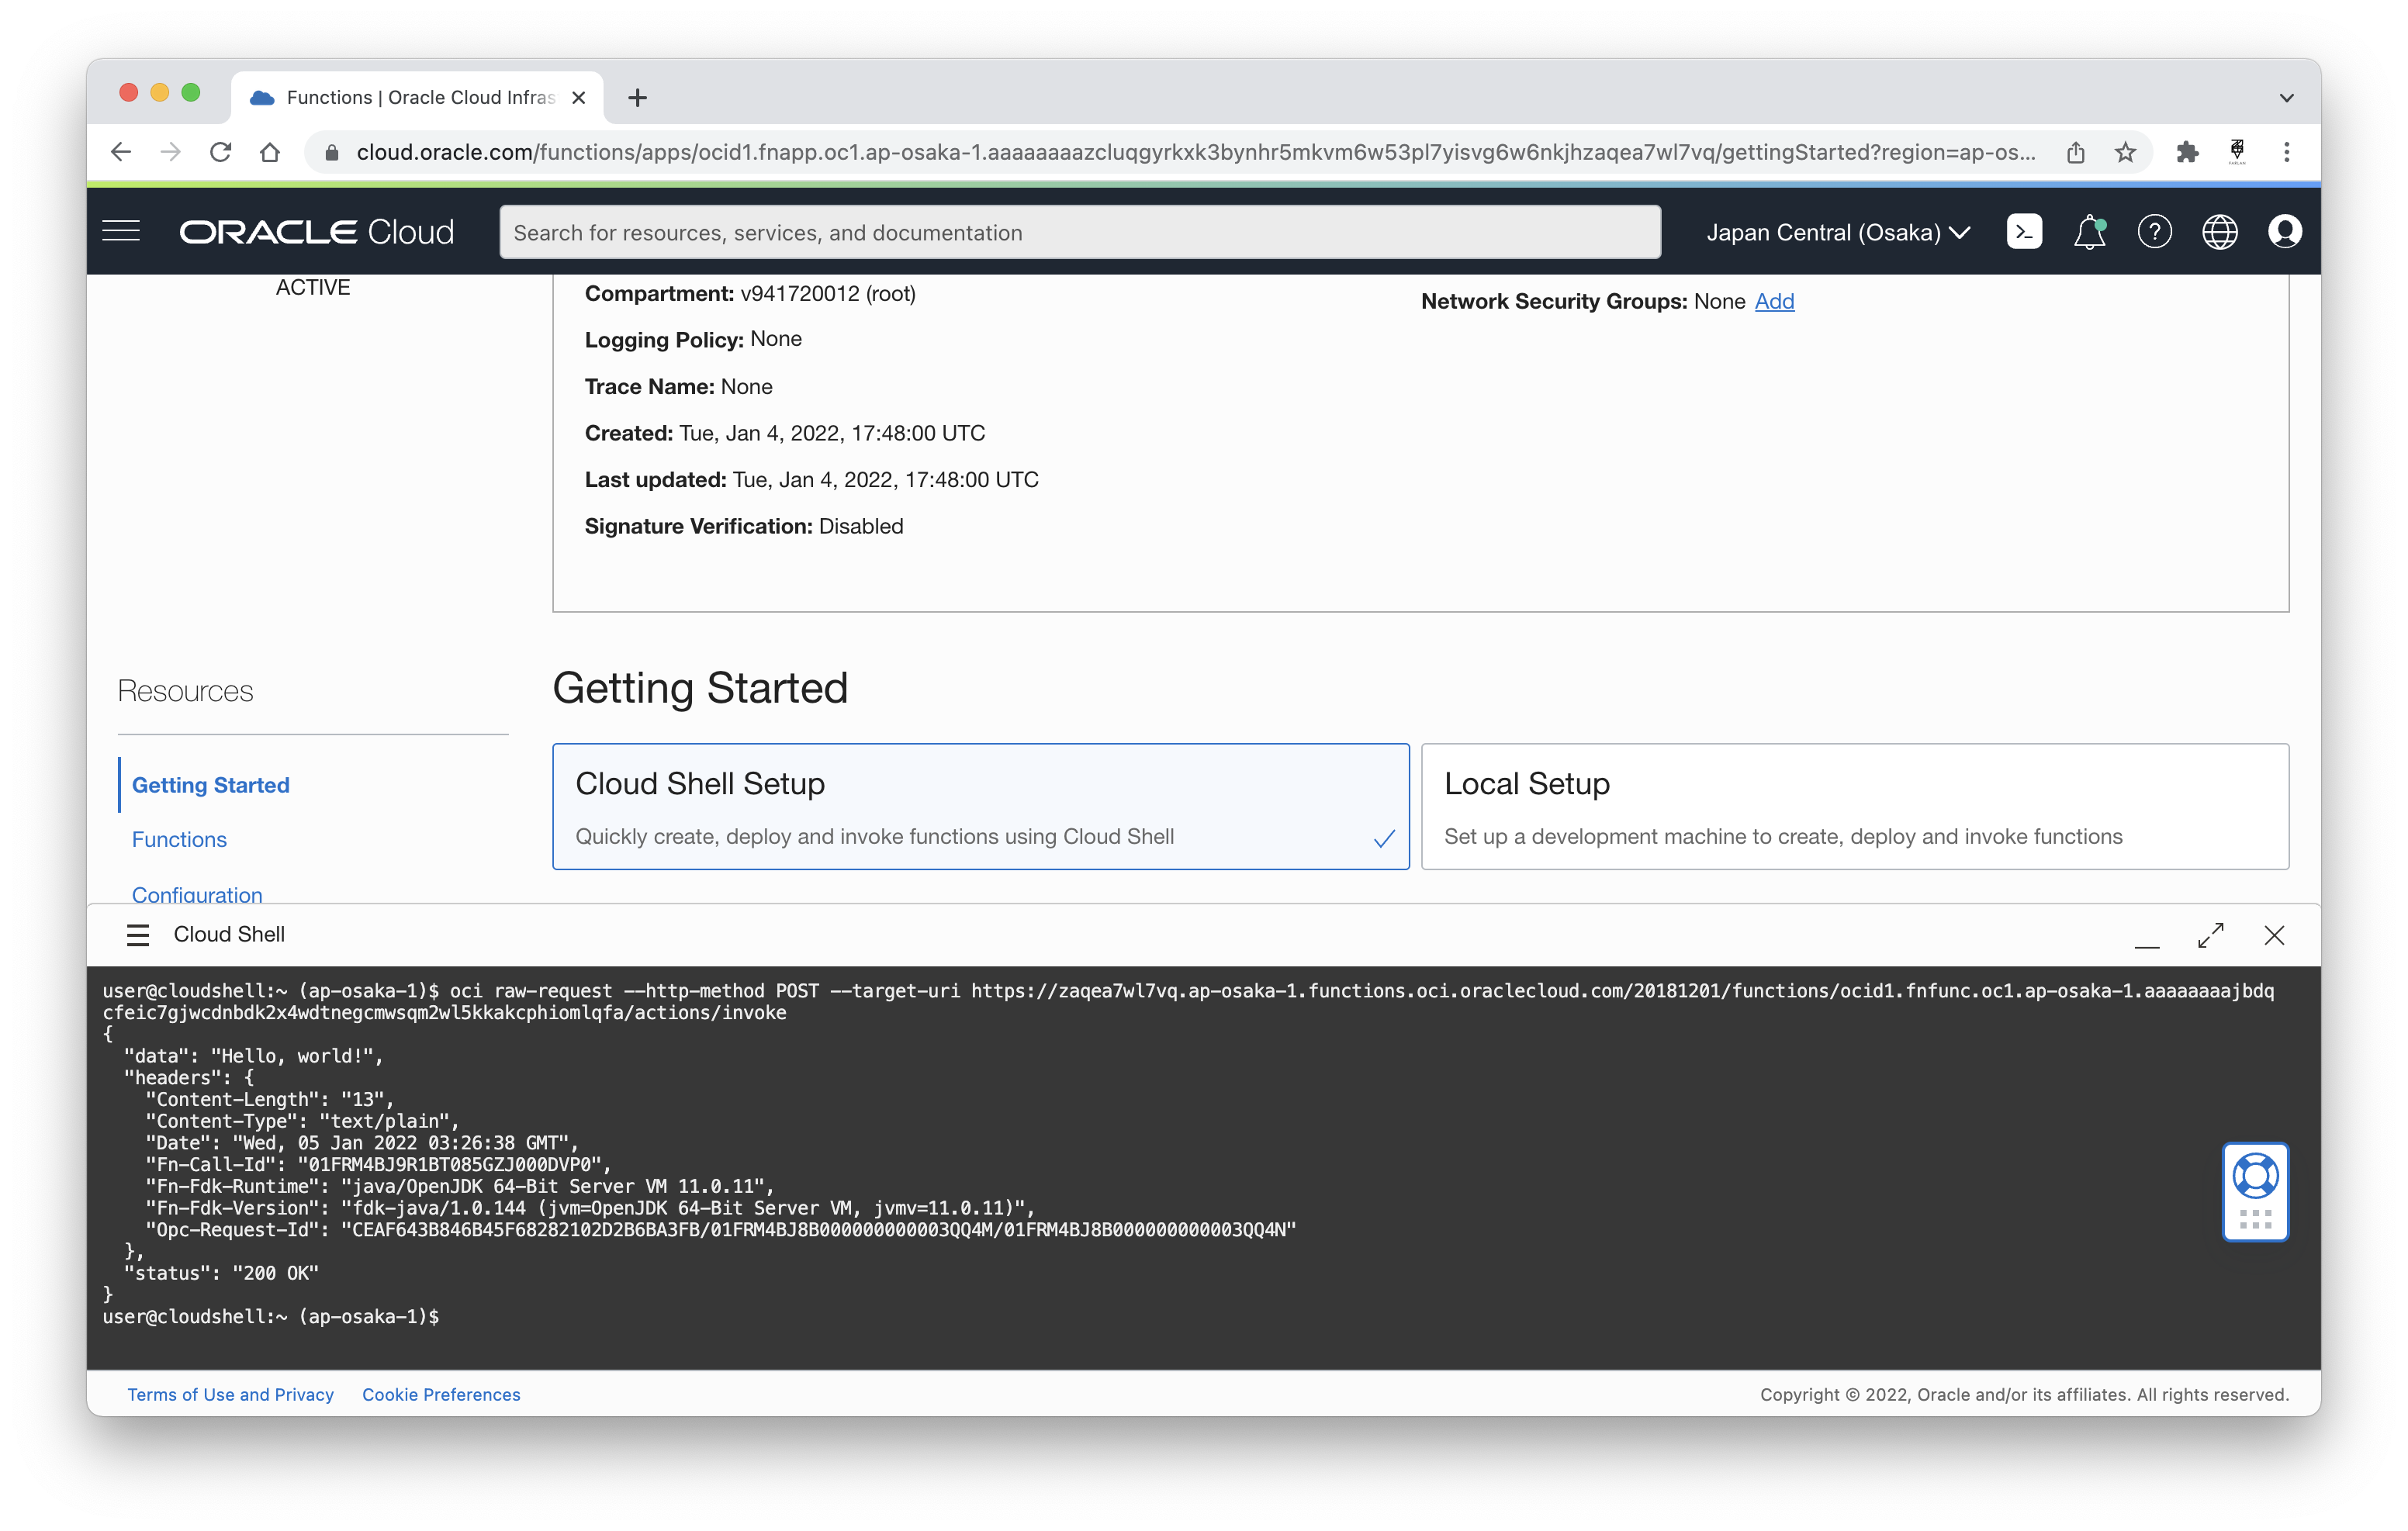 Functions | Oracle Cloud Infras
cloud.oracle.com/functions/apps/ocid1.fnapp.oc1.ap-osaka-1.aaaaaaaazcluqgyrkxk3bynhr5mkvm6w53pl7yisvg6w6nkjhzaqea7wl7vq/gettingStarted?region=ap-os...
ORACLE Cloud
Search for resources, services, and documentation
Japan Central (Osaka)
ACTIVE
Compartment: v941720012 (root)
Network Security Groups: None Add
Logging Policy: None
Trace Name: None
Created: Tue, Jan 4, 2022, 17:48:00 UTC
Last updated: Tue, Jan 4, 2022, 17:48:00 UTC
Signature Verification: Disabled
Resources
Getting Started
Functions
Configuration
Getting Started
Cloud Shell Setup
Quickly create, deploy and invoke functions using Cloud Shell
Local Setup
Set up a development machine to create, deploy and invoke functions
Cloud Shell
user@cloudshell:~ (ap-osaka-1)$ oci raw-request --http-method POST --target-uri https://zaqea7wl7vq.ap-osaka-1.functions.oci.oraclecloud.com/20181201/functions/ocid1.fnfunc.oc1.ap-osaka-1.aaaaaaaajbdq
cfeic7gjwcdnbdk2x4wdtnegcmwsqm2wl5kkakcphiomlqfa/actions/invoke
{
"data": "Hello, world!",
"headers": {
"Content-Length": "13",
"Content-Type": "text/plain",
"Date": "Wed, 05 Jan 2022 03:26:38 GMT",
"Fn-Call-Id": "01FRM4BJ9R1BT085GZJ000DVP0",
"Fn-Fdk-Runtime": "java/OpenJDK 64-Bit Server VM 11.0.11",
"Fn-Fdk-Version": "fdk-java/1.0.144 (jvm=OpenJDK 64-Bit Server VM, jvmv=11.0.11)",
"Opc-Request-Id": "CEAF643B846B45F68282102D2B6BA3FB/01FRM4BJ8B000000000003QQ4M/01FRM4BJ8B000000000003QQ4N"
},
"status": "200 OK"
}
user@cloudshell:~ (ap-osaka-1)$
Terms of Use and Privacy
Cookie Preferences
Copyright © 2022, Oracle and/or its affiliates. All rights reserved.